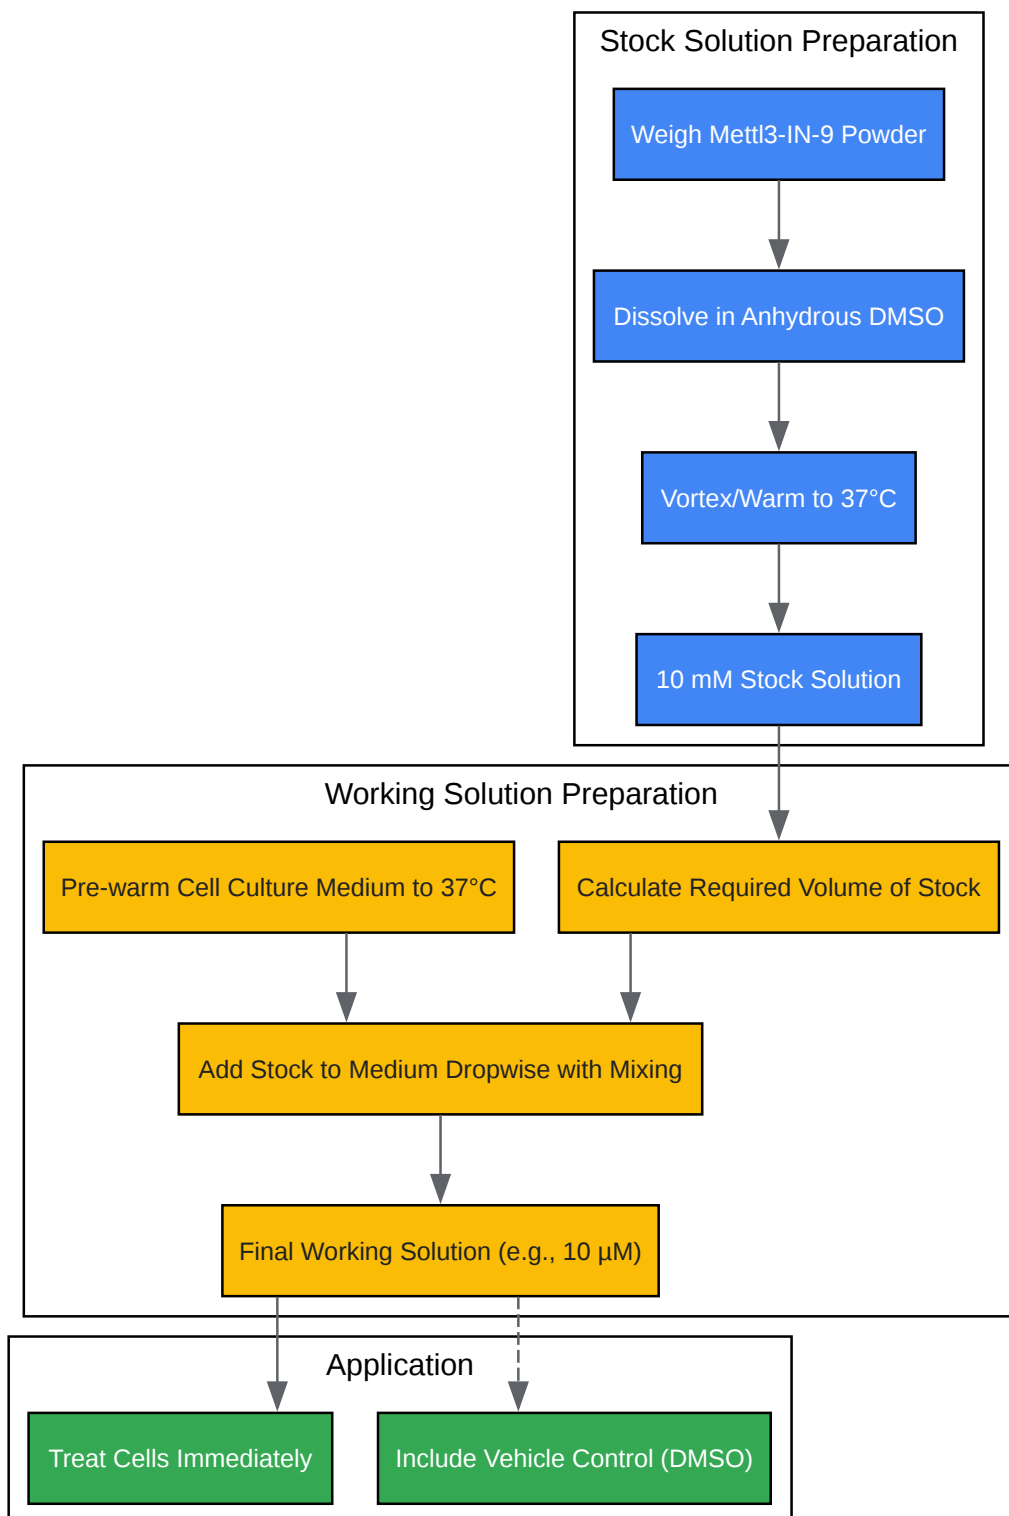 Stock Solution Preparation
Weigh Mettl3-IN-9 Powder
Dissolve in Anhydrous DMSO
Vortex/Warm to 37°C
10 mM Stock Solution
Working Solution Preparation
Pre-warm Cell Culture Medium to 37°C
Calculate Required Volume of Stock
Add Stock to Medium Dropwise with Mixing
Final Working Solution (e.g., 10 µM)
Application
Treat Cells Immediately
Include Vehicle Control (DMSO)